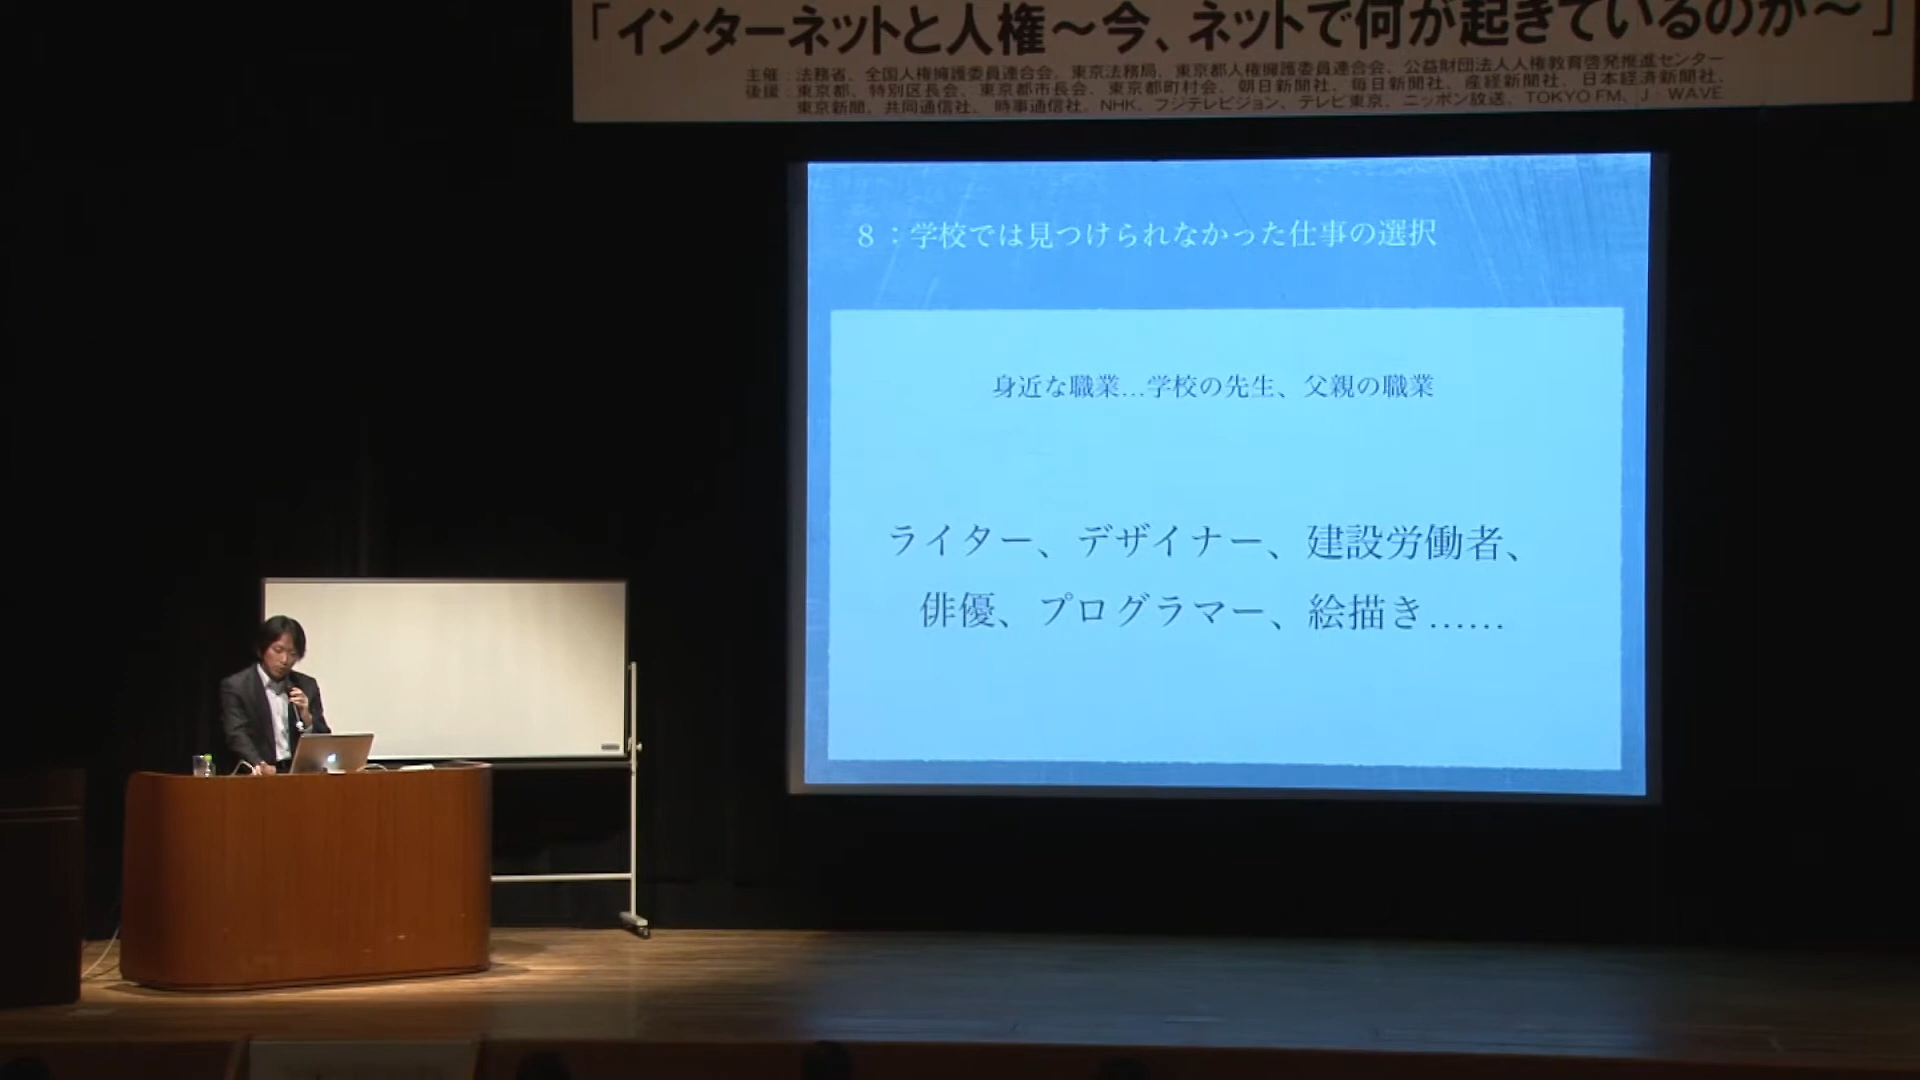 「インターネットと人権～今、ネットで何が起きているのか～」
主催：法務省、全国人権擁護委員連合会、東京法務局、東京都人権擁護委員連合会、公益財団法人人権教育啓発推進センター
後援：東京都、特別区長会、東京都市長会、東京都町村会、朝日新聞社、毎日新聞社、産経新聞社、日本経済新聞社、
東京新聞、共同通信社、時事通信社、NHK、フジテレビジョン、テレビ東京、ニッポン放送、TOKYO FM、J‐WAVE
８：学校では見つけられなかった仕事の選択
身近な職業…学校の先生、父親の職業
ライター、デザイナー、建設労働者、
俳優、プログラマー、絵描き……